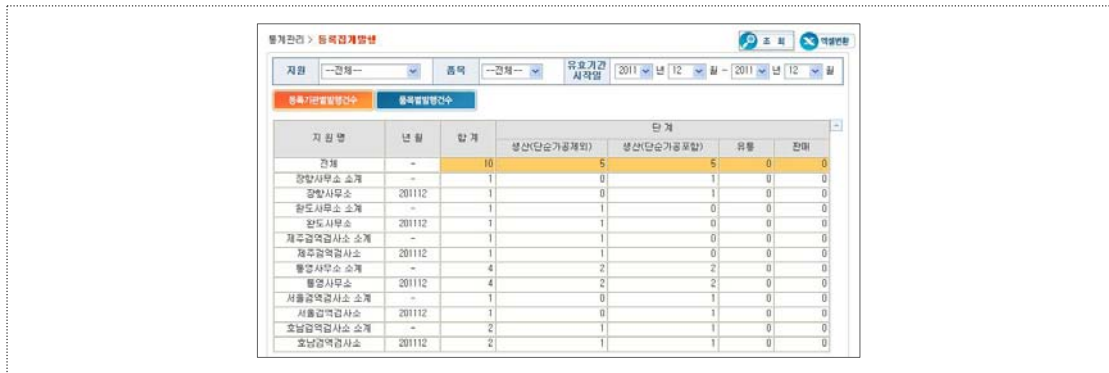 통계관리 > 등록집계발행
조 회 엑셀변환
지원 --전체-- 품목 --전체-- 유효기간 시작일 2011 년 12 월 - 2011 년 12 월
등록기관별발행건수 품목별발행건수
지 원 명 년 월 합 계 단 계
생산(단순가공제외) 생산(단순가공포함) 유통 판매
전체 - 10 5 5 0 0
장항사무소 소계 - 1 0 1 0 0
장항사무소 201112 1 0 1 0 0
완도사무소 소계 - 1 1 0 0 0
완도사무소 201112 1 1 0 0 0
제주검역검사소 소계 - 1 1 0 0 0
제주검역검사소 201112 1 1 0 0 0
통영사무소 소계 - 4 2 2 0 0
통영사무소 201112 4 2 2 0 0
서울검역검사소 소계 - 1 0 1 0 0
서울검역검사소 201112 1 0 1 0 0
호남검역검사소 소계 - 2 1 1 0 0
호남검역검사소 201112 2 1 1 0 0